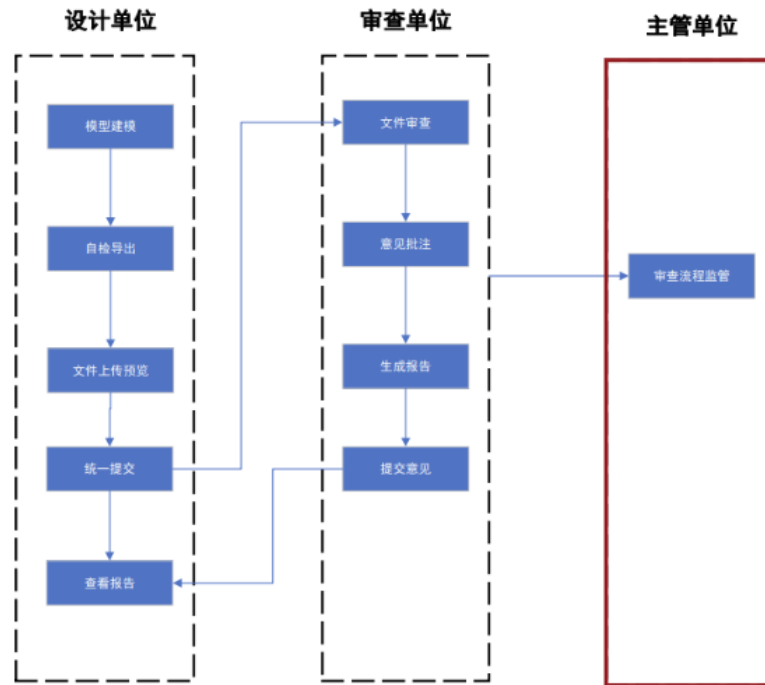 设计单位
审查单位
主管单位
模型建模
自检导出
文件上传预览
统一提交
查看报告
文件审查
意见批注
生成报告
提交意见
审查流程监管